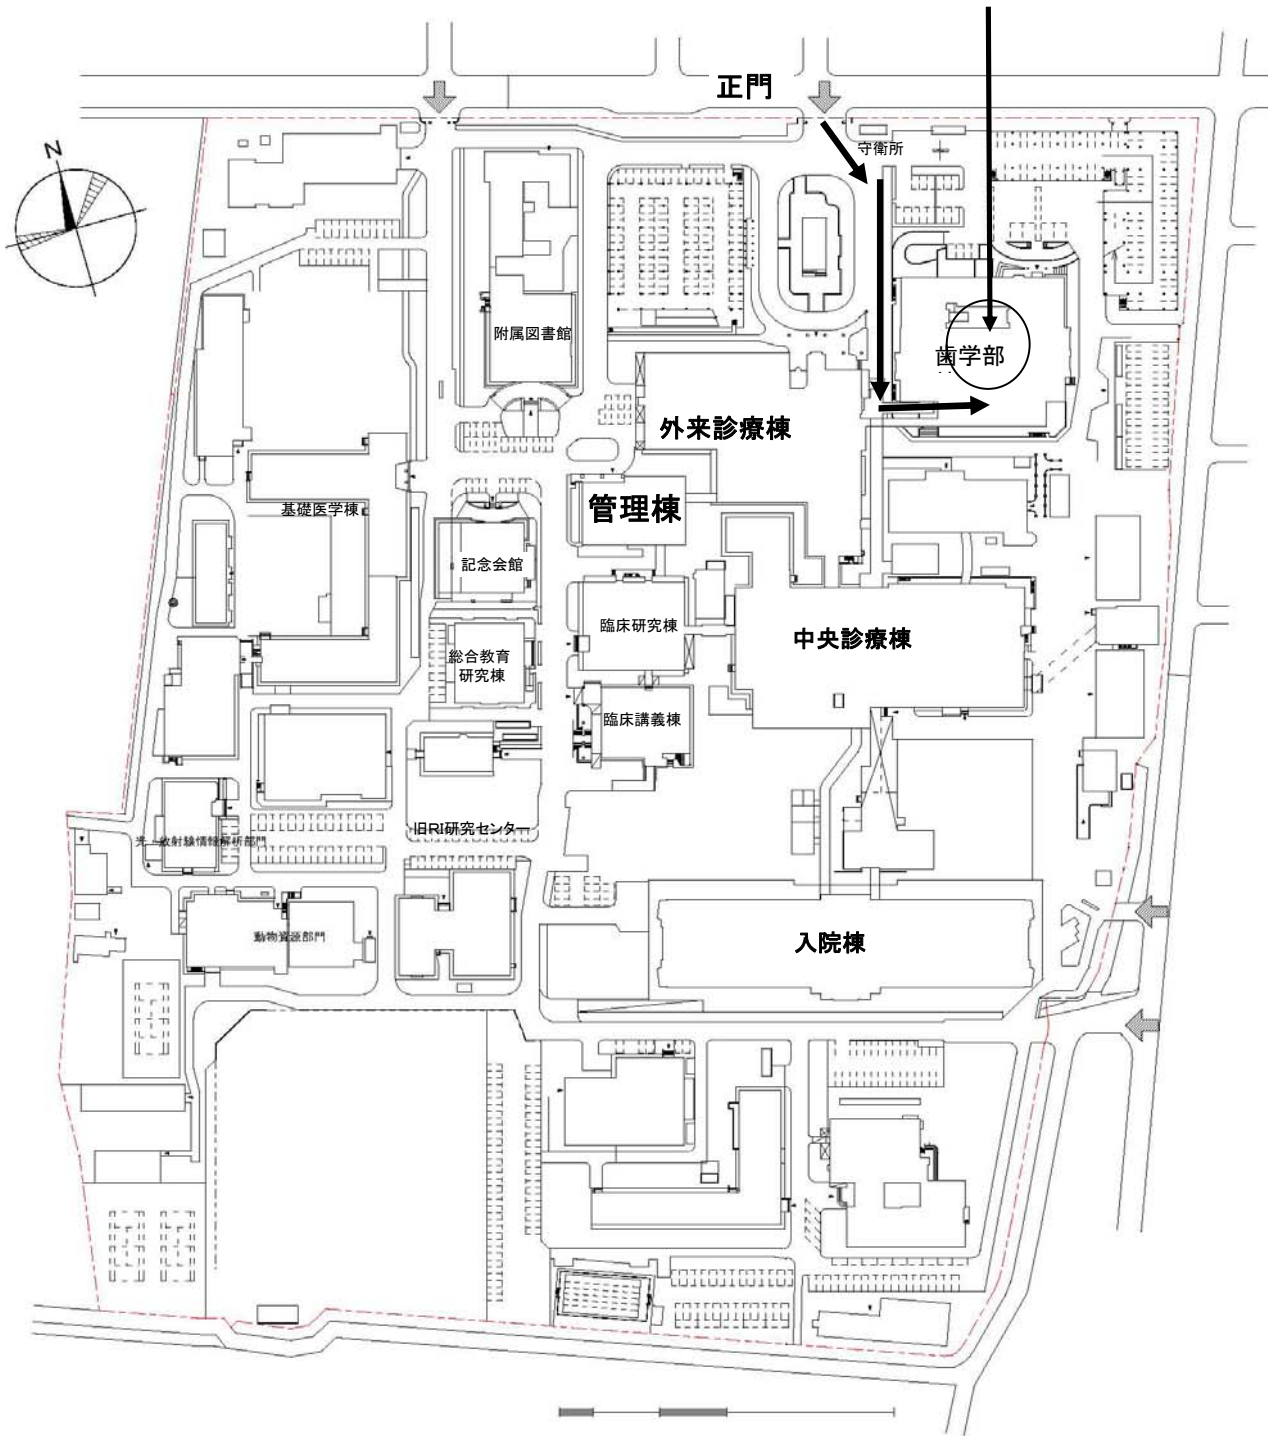 正門
N
守衛所
附属図書館
歯学部
外来診療棟
管理棟
基礎医学棟
記念会館
臨床研究棟
中央診療棟
総合教育
研究棟
臨床講義棟
旧RI研究センター
動物資源部門
入院棟